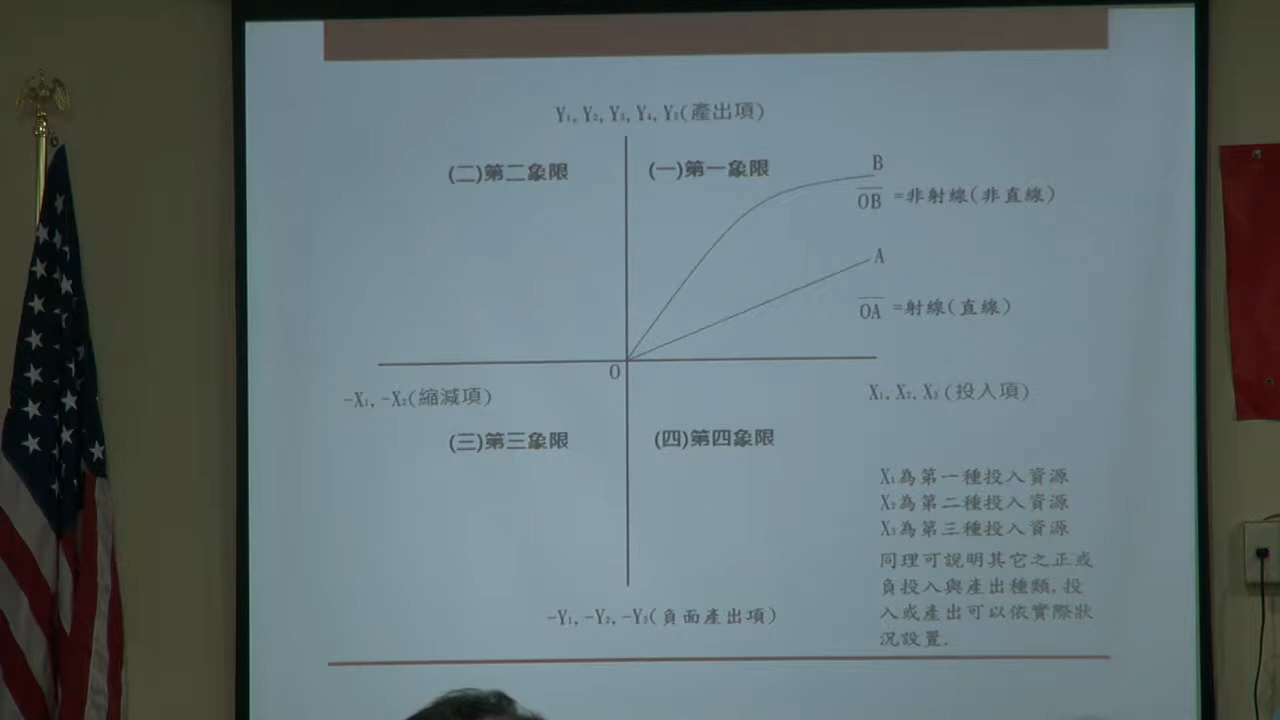 Y₁, Y₂, Y₃, Y₄, Y₅(產出項)
(二)第二象限
(一)第一象限
B
OB =非射線(非直線)
A
OA =射線(直線)
O
-X₁, -X₂(縮減項)
X₁, X₂, X₃(投入項)
(三)第三象限
(四)第四象限
X₁為第一種投入資源
X₂為第二種投入資源
X₃為第三種投入資源
同理可說明其它之正或
負投入與產出種類, 投
入或產出可以依實際狀
況設置.
-Y₁, -Y₂, -Y₃(負面產出項)